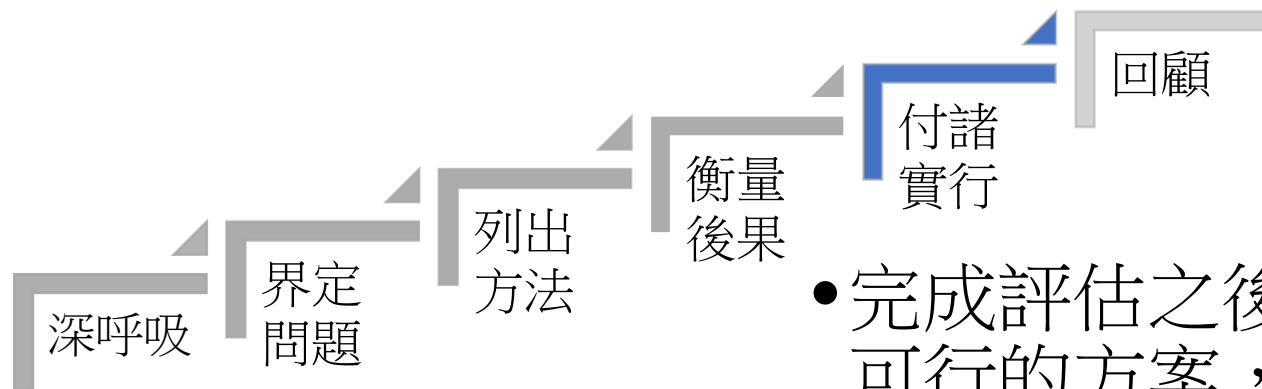 深呼吸
界定
問題
列出
方法
衡量
後果
付諸
實行
回顧
•完成評估之後
可行的方案，